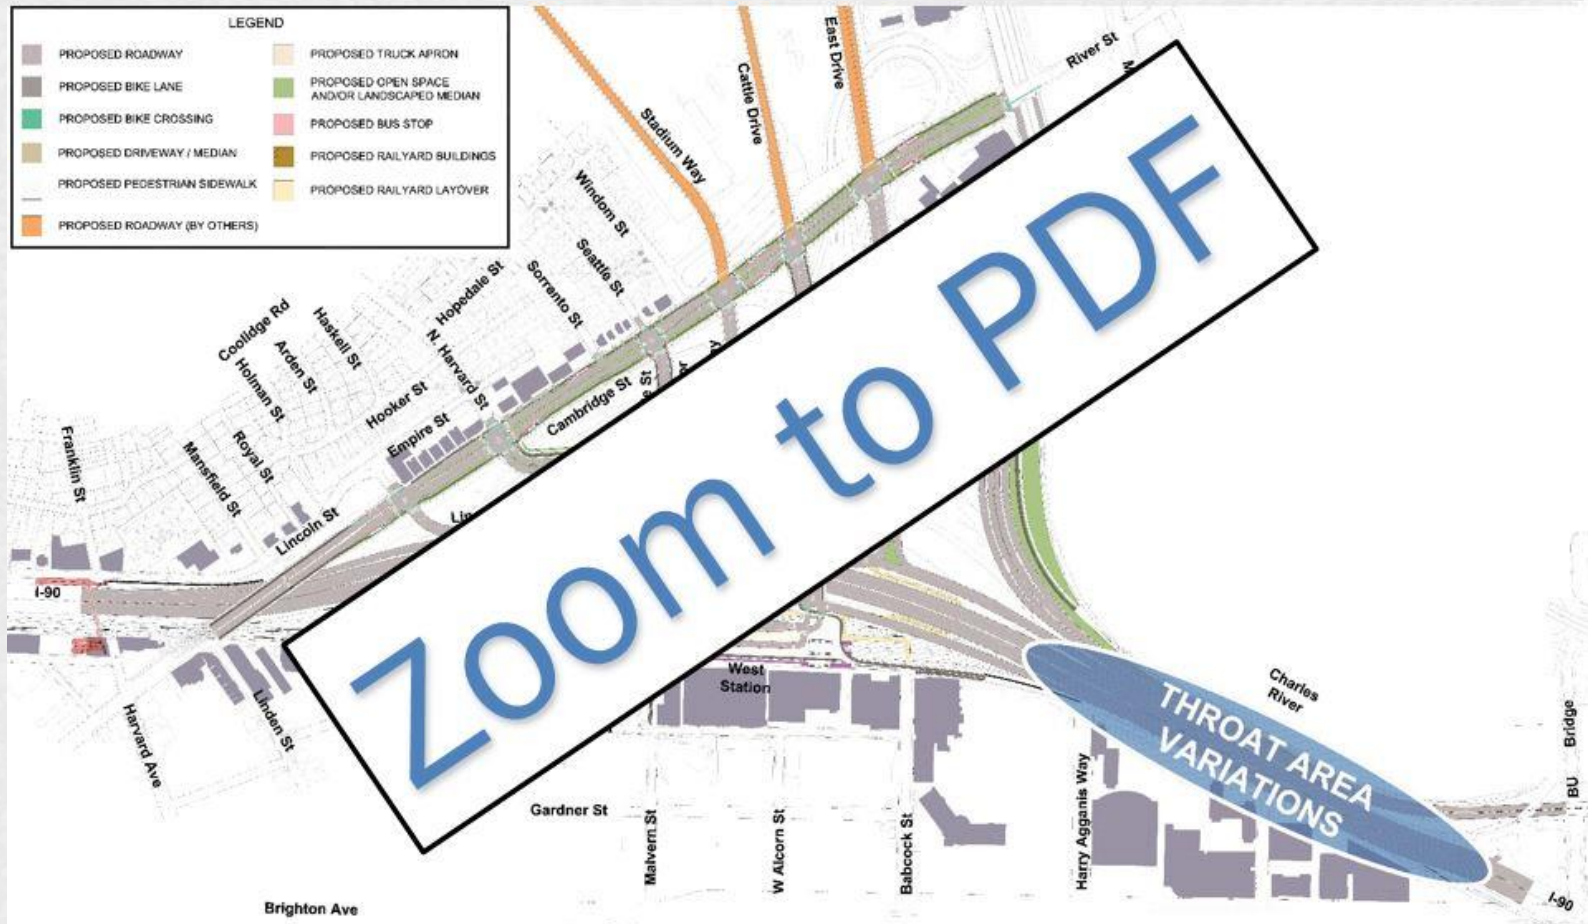 LEGEND
PROPOSED ROADWAY
PROPOSED BIKE LANE
PROPOSED BIKE CROSSING
PROPOSED DRIVEWAY / MEDIAN
PROPOSED PEDESTRIAN SIDEWALK
PROPOSED ROADWAY (BY OTHERS)
PROPOSED TRUCK APRON
PROPOSED OPEN SPACE
AND/OR LANDSCAPED MEDIAN
PROPOSED BUS STOP
PROPOSED RAILYARD BUILDINGS
PROPOSED RAILYARD LAYOVER
Stadium Way
Cattle Drive
East Drive
River St
Windom St
Seattle St
Sorrento St
Hopedale St
N. Harvard St
Haskell St
Coolidge Rd
Arden St
Holman St
Hooker St
Empire St
Royal St
Mansfield St
Franklin St
Lincoln St
Cambridge St
Zoom to PDF
I-90
Harvard Ave
Linden St
West
Station
Charles
River
THROAT AREA
VARIATIONS
Gardner St
Malvern St
W Alcorn St
Babcock St
Harry Agganis Way
BU Bridge
I-90
Brighton Ave